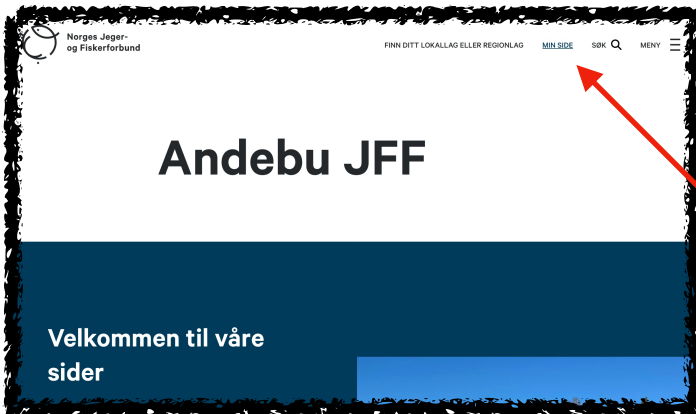 Norges Jeger-
og Fiskerforbund
FINN DITT LOKALLAG ELLER REGIONLAG MIN SIDE SØK MENY
Andebu JFF
Velkommen til våre
sider